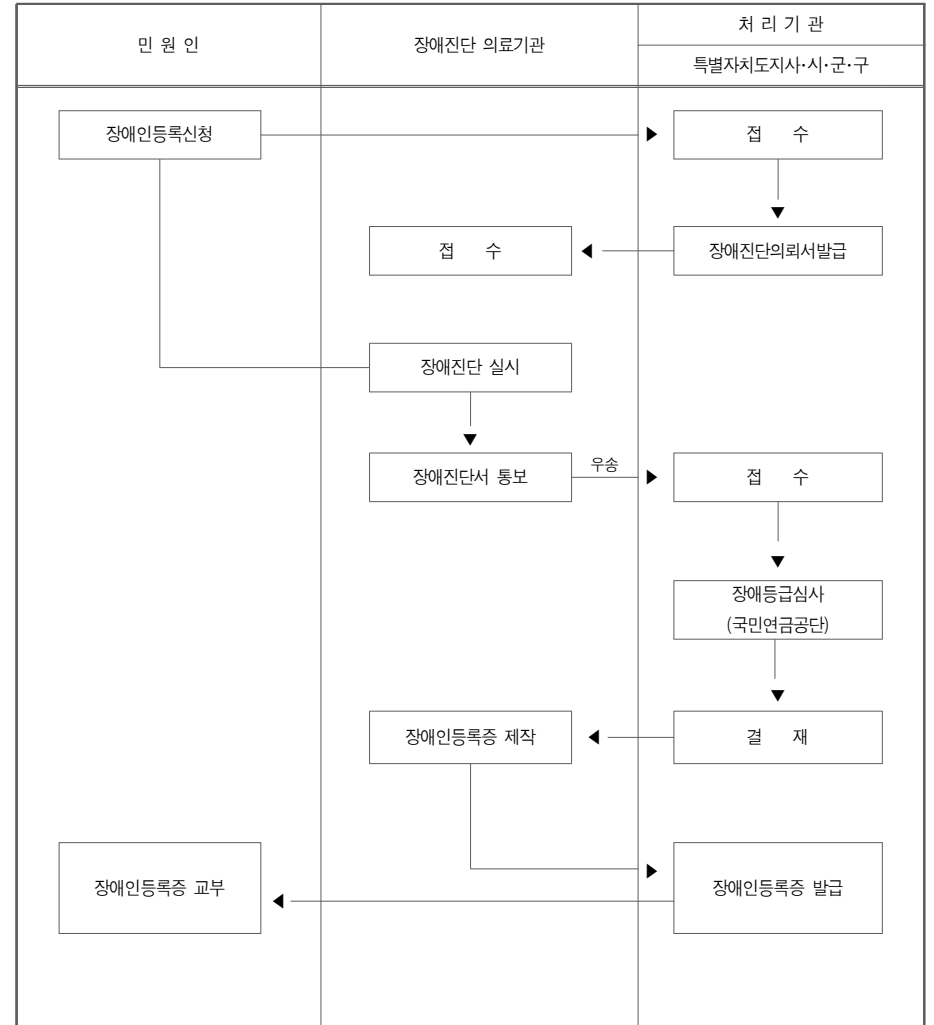 민 원 인
장애진단 의료기관
처 리 기 관
특별자치도지사·시·군·구
장애인등록신청
접 수
접 수
장애진단의뢰서발급
장애진단 실시
장애진단서 통보
우송
접 수
장애등급심사
(국민연금공단)
장애인등록증 제작
결 재
장애인등록증 교부
장애인등록증 발급